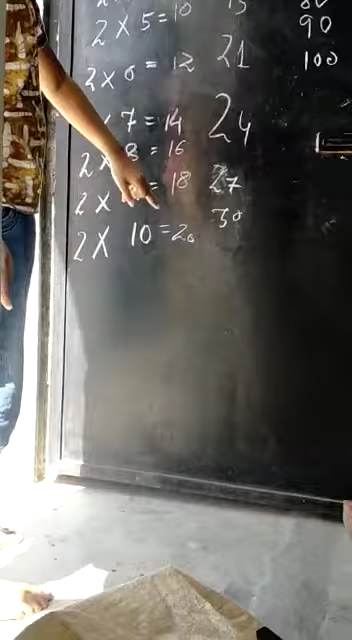 2 X 5 = 10
2 X 6 = 12 21 90
7 = 14 24 100
2 X 8 = 16
2 X = 18 27
2 X 10 = 20 30